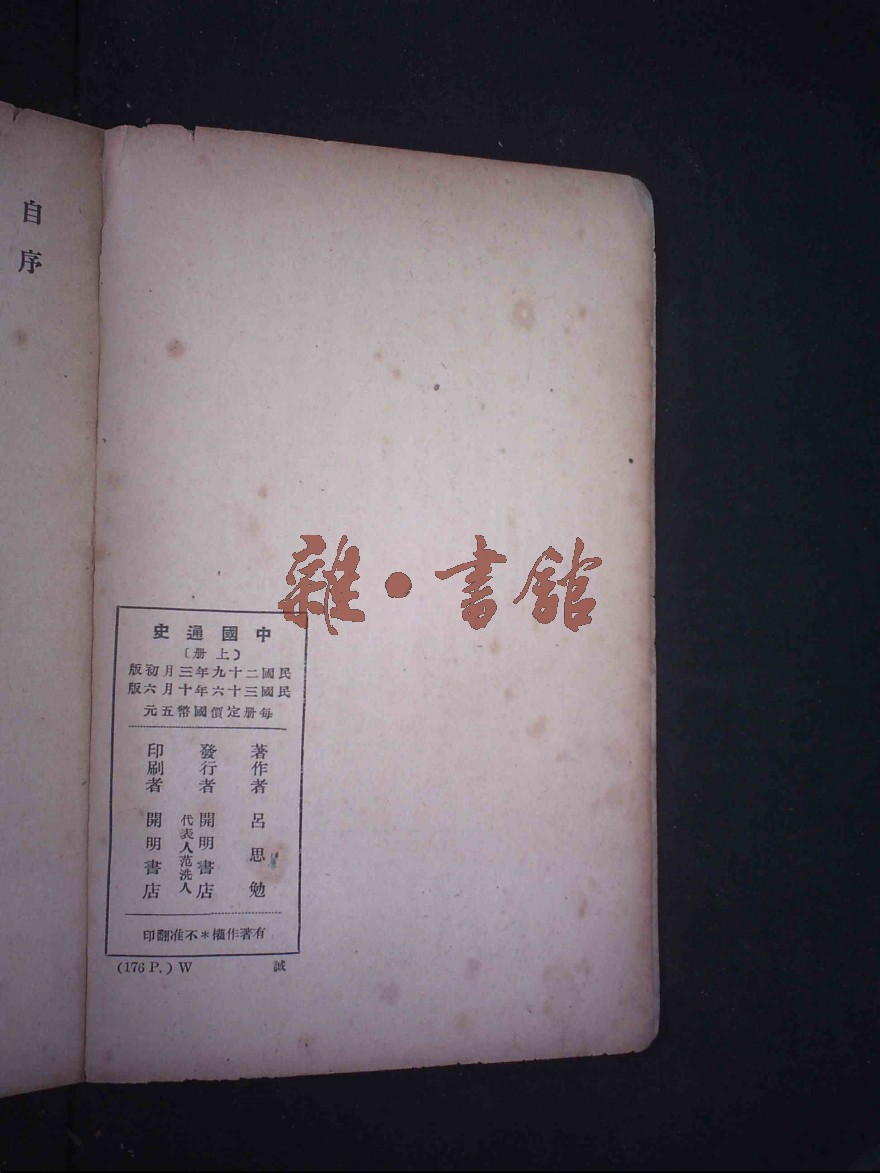 自序
雜·書館
中國通史
〔上册〕
民國二十九年三月初版
民國三十六年十月六版
每册定價國幣五元
著作者 呂思勉
發行者 開明書店
代表人范洗人
印刷者 開明書店
有著作權＊不准翻印
(176 P.) W 誠